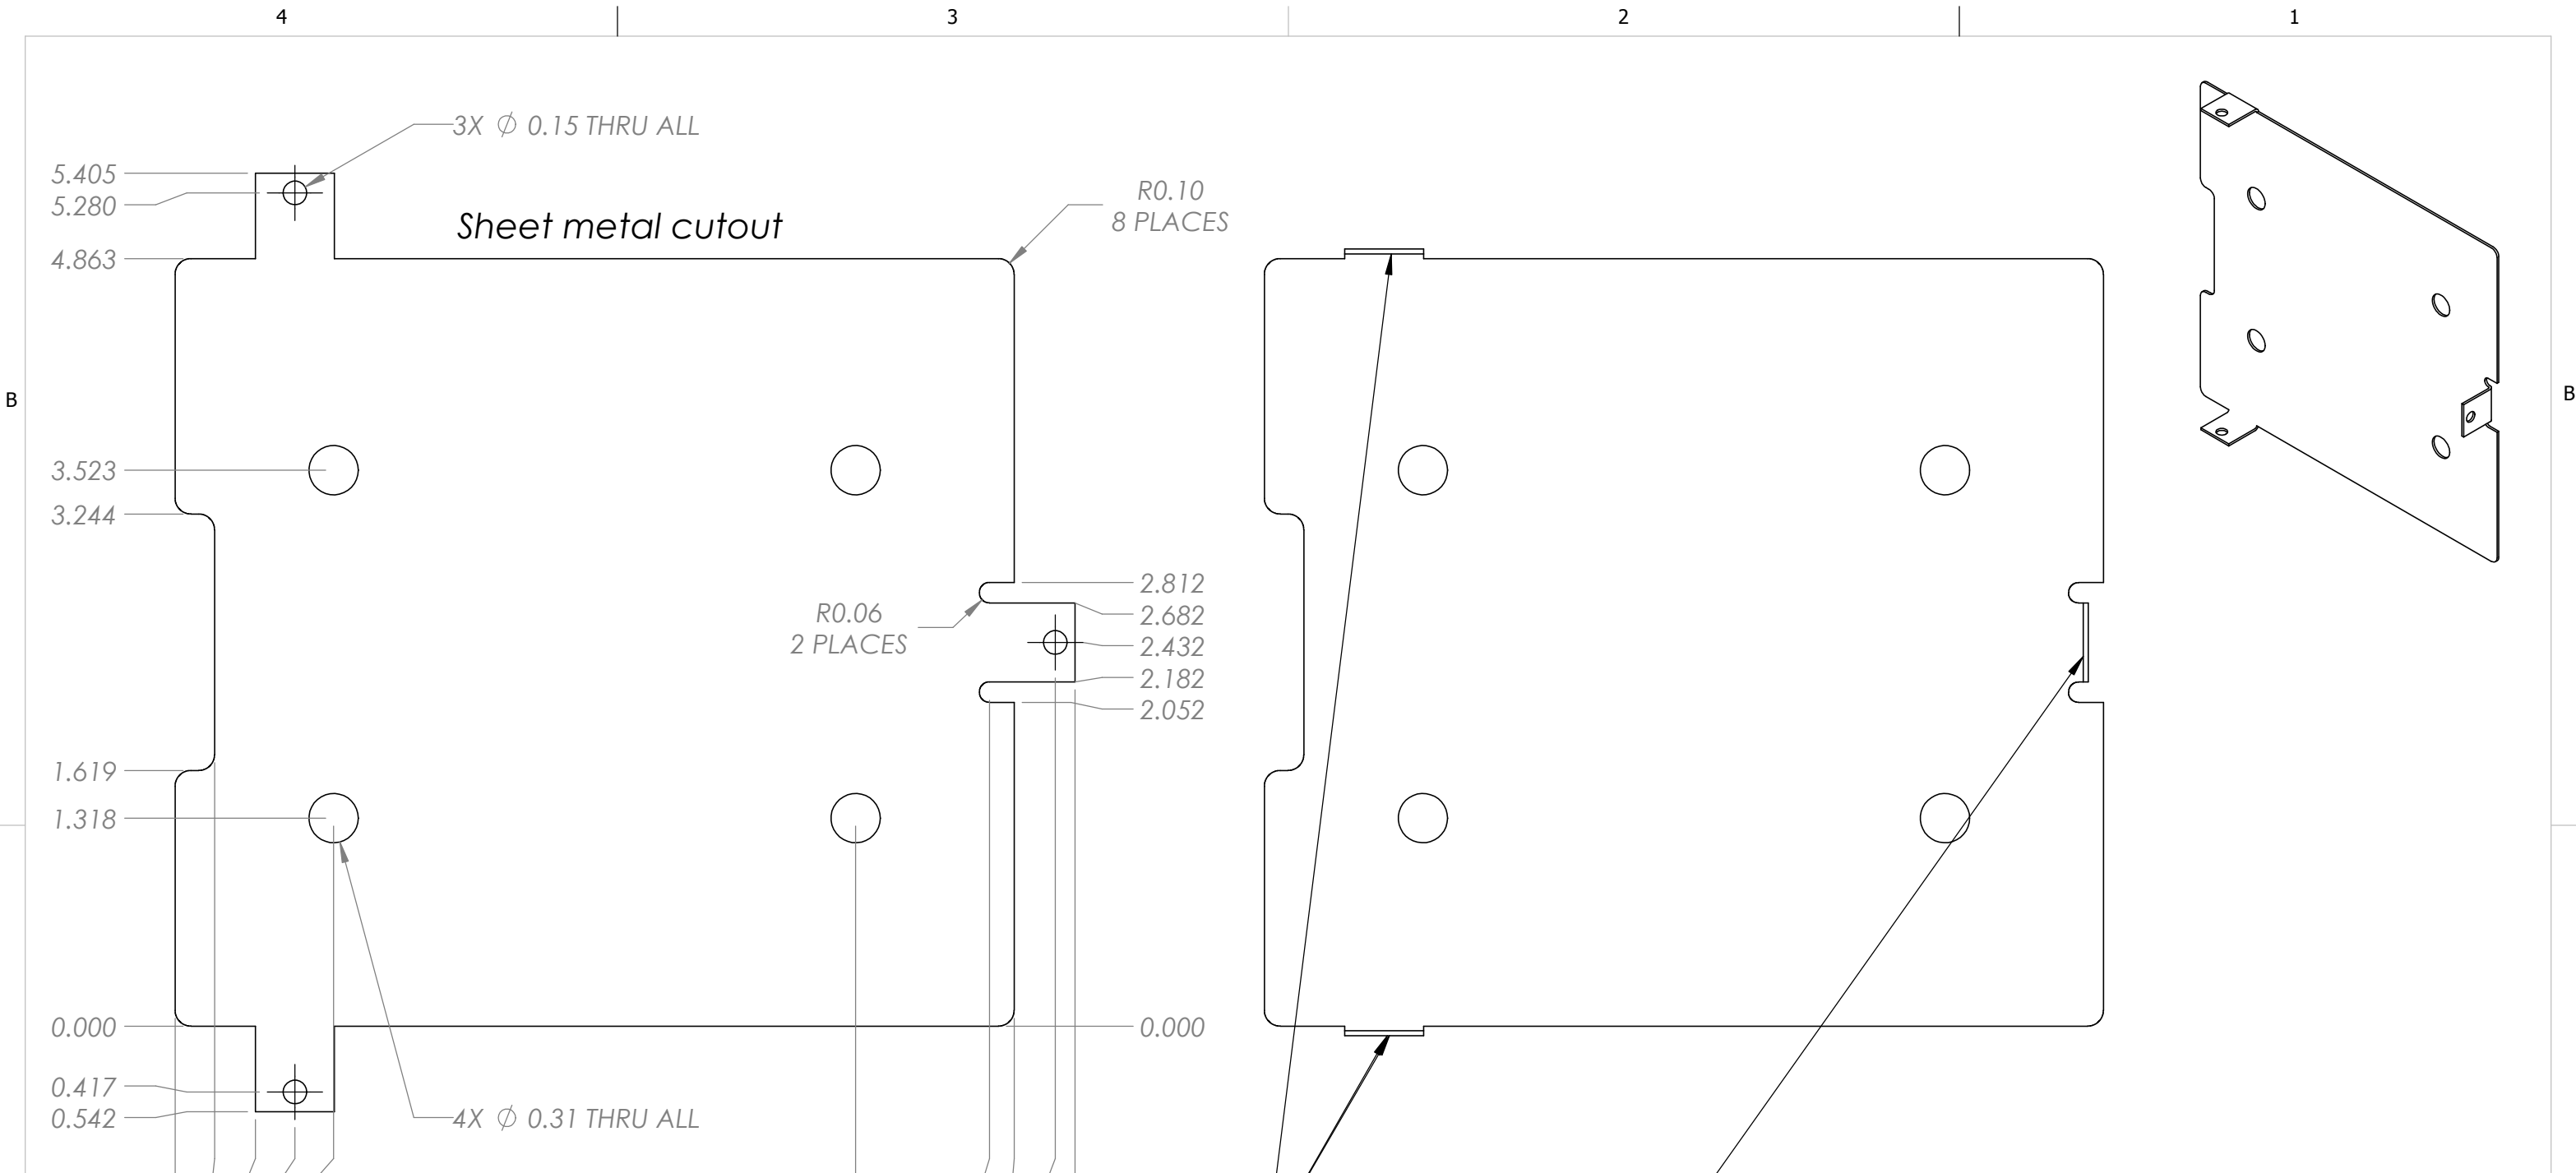 4 3 2 1
3X ∅ 0.15 THRU ALL
5.405
5.280
R0.10
8 PLACES
Sheet metal cutout
4.863
B B
3.523
3.244
2.812
R0.06
2 PLACES
2.682
2.432
2.182
2.052
1.619
1.318
0.000 0.000
0.417
0.542
4X ∅ 0.31 THRU ALL